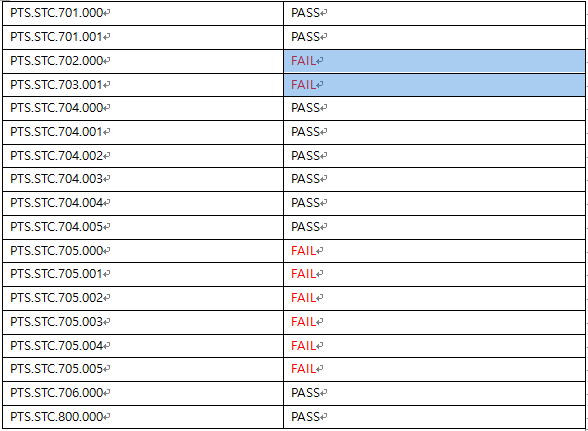 PTS.STC.701.000 PASS
PTS.STC.701.001 PASS
PTS.STC.702.000 FAIL
PTS.STC.703.001 FAIL
PTS.STC.704.000 PASS
PTS.STC.704.001 PASS
PTS.STC.704.002 PASS
PTS.STC.704.003 PASS
PTS.STC.704.004 PASS
PTS.STC.704.005 PASS
PTS.STC.705.000 FAIL
PTS.STC.705.001 FAIL
PTS.STC.705.002 FAIL
PTS.STC.705.003 FAIL
PTS.STC.705.004 FAIL
PTS.STC.705.005 FAIL
PTS.STC.706.000 PASS
PTS.STC.800.000 PASS